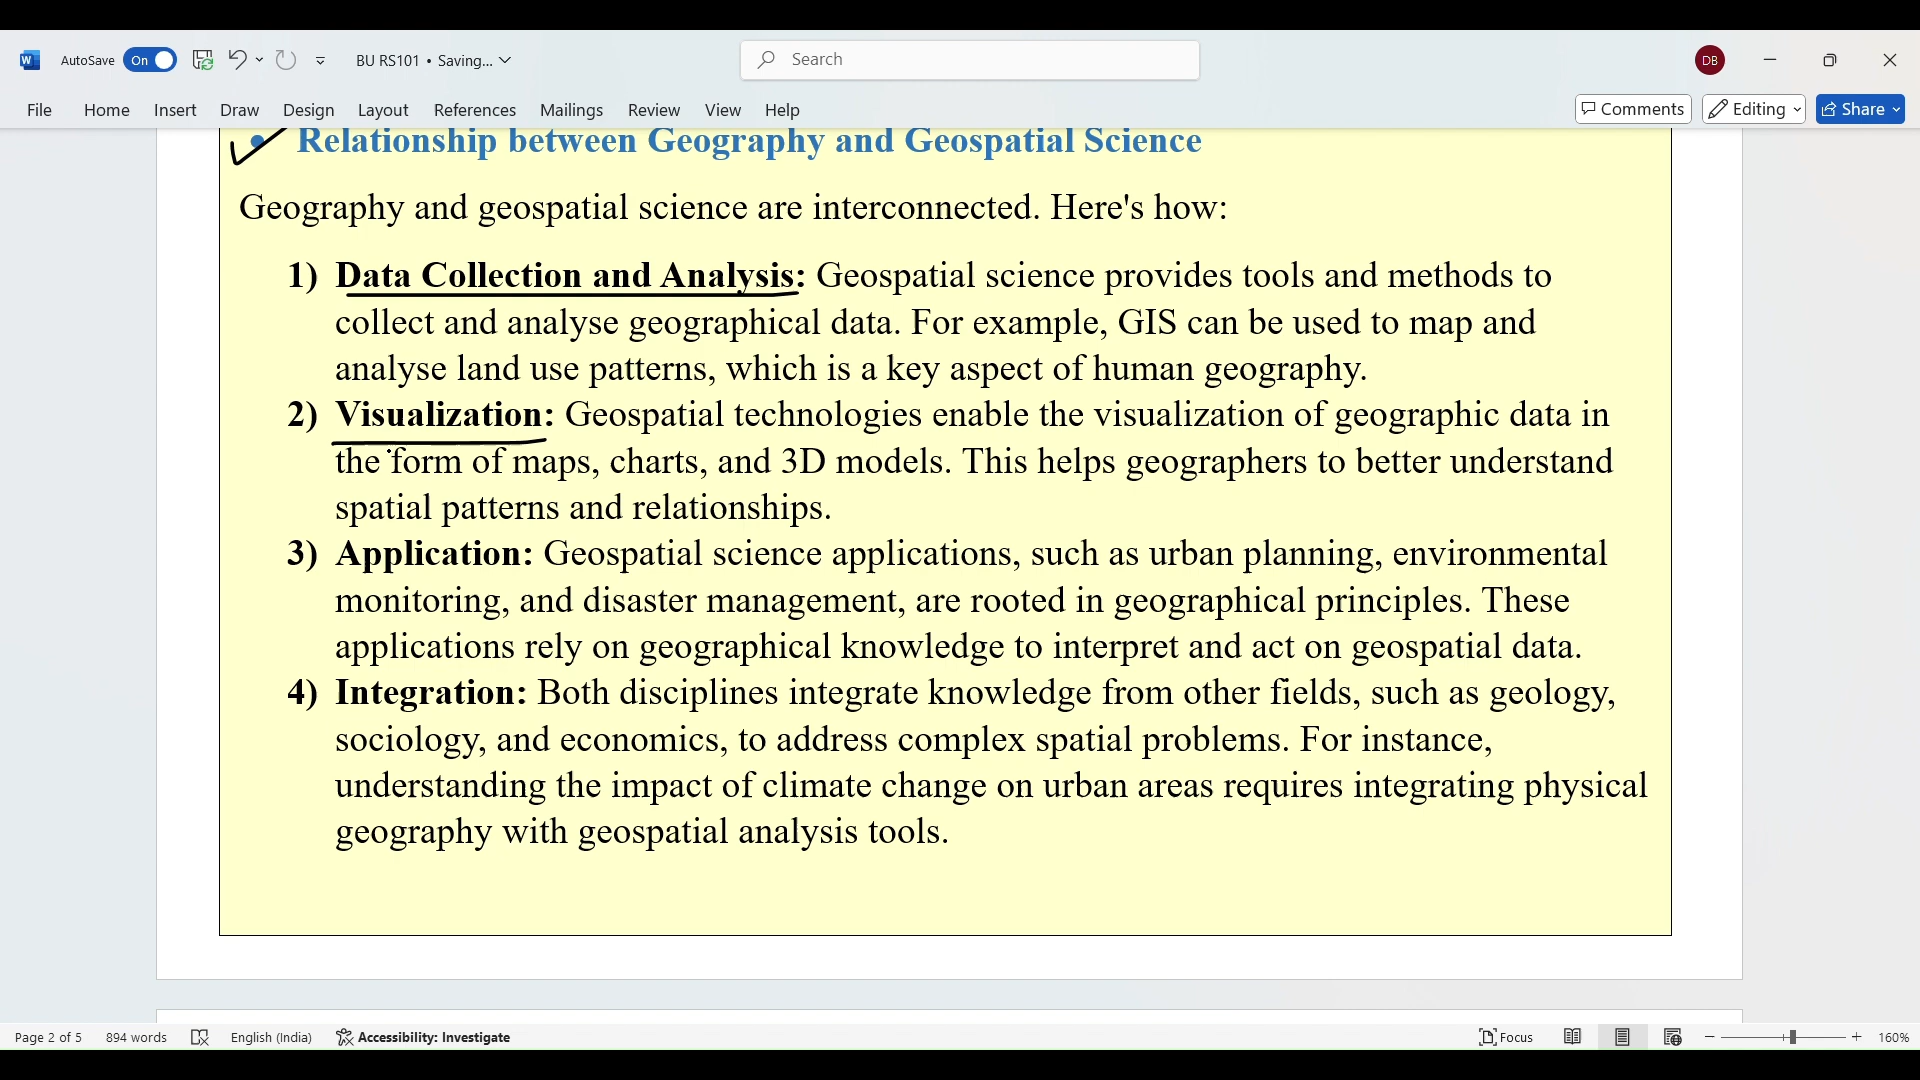 W AutoSave On BU RS101 • Saving... Search DB
File Home Insert Draw Design Layout References Mailings Review View Help Comments Editing Share
• Relationship between Geography and Geospatial Science
Geography and geospatial science are interconnected. Here's how:
1) Data Collection and Analysis: Geospatial science provides tools and methods to
collect and analyse geographical data. For example, GIS can be used to map and
analyse land use patterns, which is a key aspect of human geography.
2) Visualization: Geospatial technologies enable the visualization of geographic data in
the form of maps, charts, and 3D models. This helps geographers to better understand
spatial patterns and relationships.
3) Application: Geospatial science applications, such as urban planning, environmental
monitoring, and disaster management, are rooted in geographical principles. These
applications rely on geographical knowledge to interpret and act on geospatial data.
4) Integration: Both disciplines integrate knowledge from other fields, such as geology,
sociology, and economics, to address complex spatial problems. For instance,
understanding the impact of climate change on urban areas requires integrating physical
geography with geospatial analysis tools.
Page 2 of 5 894 words English (India) Accessibility: Investigate Focus 160%